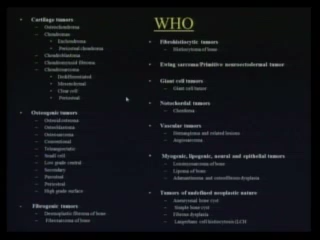 WHO
Cartilage tumors
Osteochondroma
Chondromas
Enchondroma
Periosteal chondroma
Chondroblastoma
Chondromyxoid fibroma
Chondrosarcoma
Dedifferentiated
Mesenchymal
Clear cell
Periosteal
Osteogenic tumors
Osteoid osteoma
Osteoblastoma
Osteosarcoma
Conventional
Telangiectatic
Small cell
Low grade central
Secondary
Parosteal
Periosteal
High grade surface
Fibrogenic tumors
Desmoplastic fibroma of bone
Fibrosarcoma of bone
Fibrohistiocytic tumors
Histiocytoma of bone
Ewing sarcoma/Primitive neuroectodermal tumor
Giant cell tumors
Giant cell tumor
Notochordal tumors
Chordoma
Vascular tumors
Hemangioma and related lesions
Angiosarcoma
Myogenic, lipogenic, neural and epithelial tumors
Leiomyosarcoma of bone
Lipoma of bone
Adamantinoma and osteofibrous dysplasia
Tumors of undefined neoplastic nature
Aneurysmal bone cyst
Simple bone cyst
Fibrous dysplasia
Langerhans cell histiocytosis (LCH